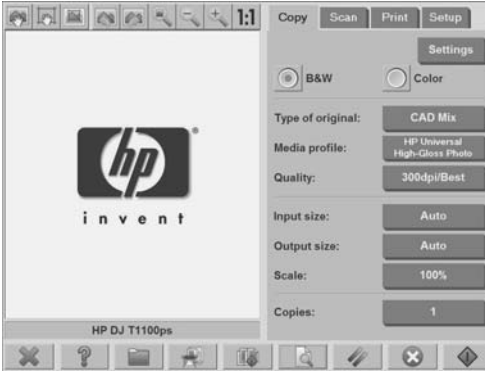 1:1
Copy Scan Print Setup
Settings
B&W Color
Type of original: CAD Mix
Media profile: HP Universal
High-Gloss Photo
Quality: 300dpi/Best
Input size: Auto
Output size: Auto
Scale: 100%
Copies: 1
hp
invent
HP DJ T1100ps
?